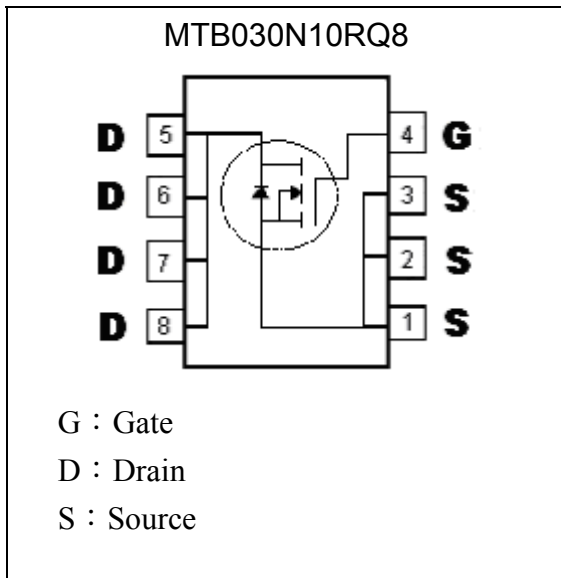 MTB030N10RQ8
D 5 4 G
D 6 3 S
D 7 2 S
D 8 1 S
G：Gate
D：Drain
S：Source